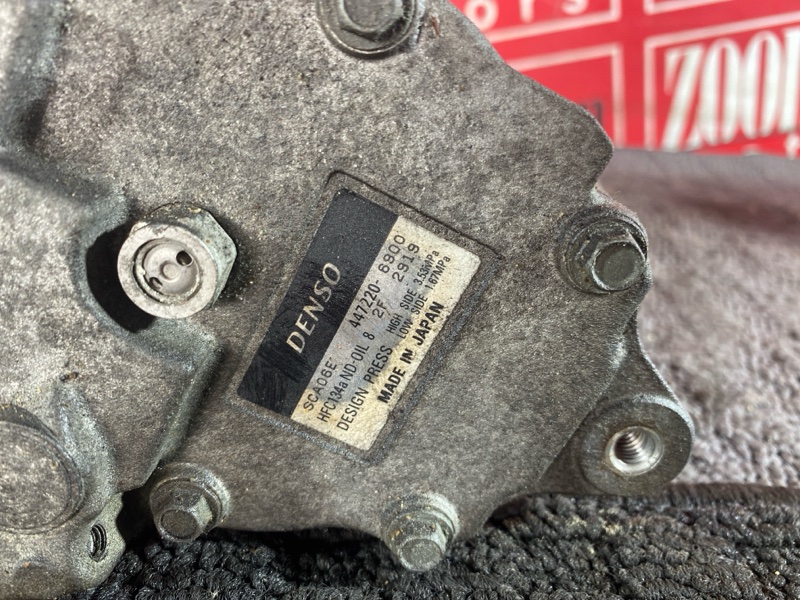 ors
ZOOM
DENSO
SCA06E 447220-6900
HFC134a ND-OIL 8 2F 2919
DESIGN PRESS HIGH SIDE 3.53MPa
LOW SIDE 1.67MPa
MADE IN JAPAN